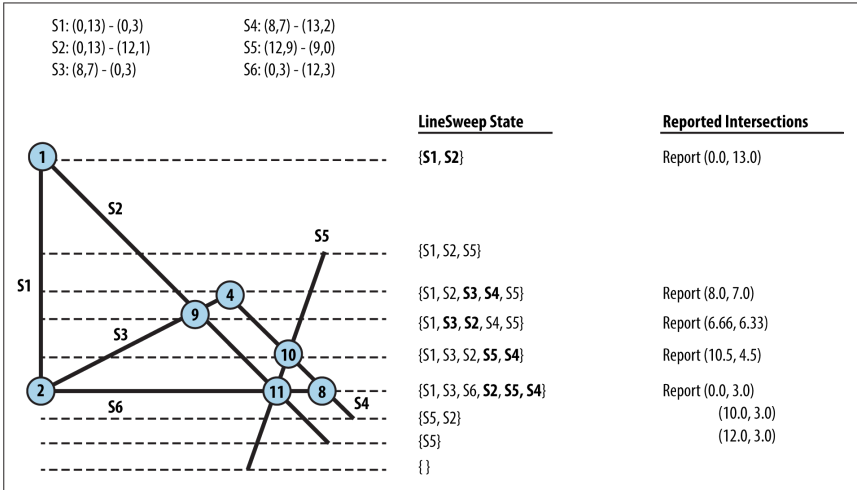 S1: (0,13) - (0,3)
S2: (0,13) - (12,1)
S3: (8,7) - (0,3)
S4: (8,7) - (13,2)
S5: (12,9) - (9,0)
S6: (0,3) - (12,3)
LineSweep State
Reported Intersections
1
{S1, S2}
Report (0.0, 13.0)
S2
S5
{S1, S2, S5}
S1
4
{S1, S2, S3, S4, S5}
Report (8.0, 7.0)
9
{S1, S3, S2, S4, S5}
Report (6.66, 6.33)
S3
10
{S1, S3, S2, S5, S4}
Report (10.5, 4.5)
2
11
8
{S1, S3, S6, S2, S5, S4}
Report (0.0, 3.0)
S6
S4
{S5, S2}
(10.0, 3.0)
{S5}
(12.0, 3.0)
{ }